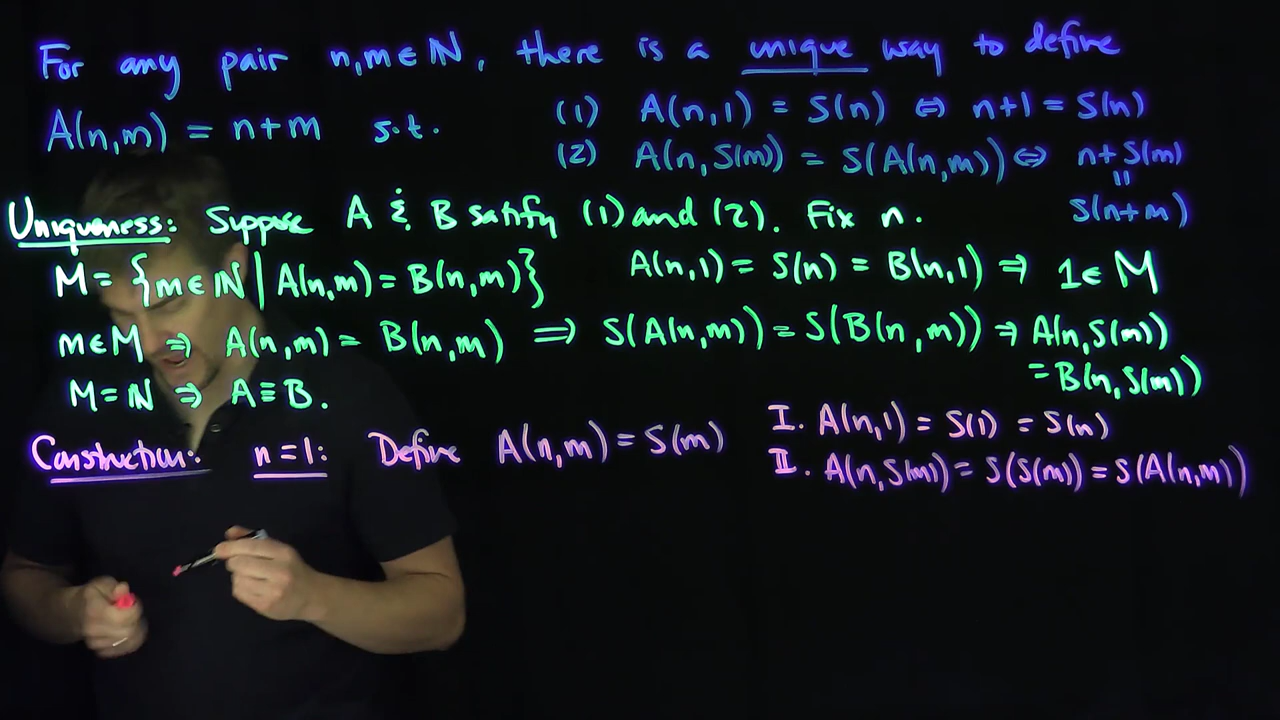 For any pair n,m ∈ ℕ, there is a unique way to define
A(n,m) = n+m s.t. (1) A(n,1) = S(n) ⇔ n+1 = S(n)
(2) A(n,S(m)) = S(A(n,m)) ⇔ n+S(m)
=
S(n+m)
Uniqueness: Suppose A & B satisfy (1) and (2). Fix n.
M = {m ∈ ℕ | A(n,m) = B(n,m)} A(n,1) = S(n) = B(n,1) ⇒ 1 ∈ M
m ∈ M ⇒ A(n,m) = B(n,m) ⇒ S(A(n,m)) = S(B(n,m)) ⇒ A(n,S(m))
= B(n,S(m))
M = ℕ ⇒ A ≡ B.
Construction: n=1: Define A(n,m) = S(m) I. A(n,1) = S(1) = S(n)
II. A(n,S(m)) = S(S(m)) = S(A(n,m))